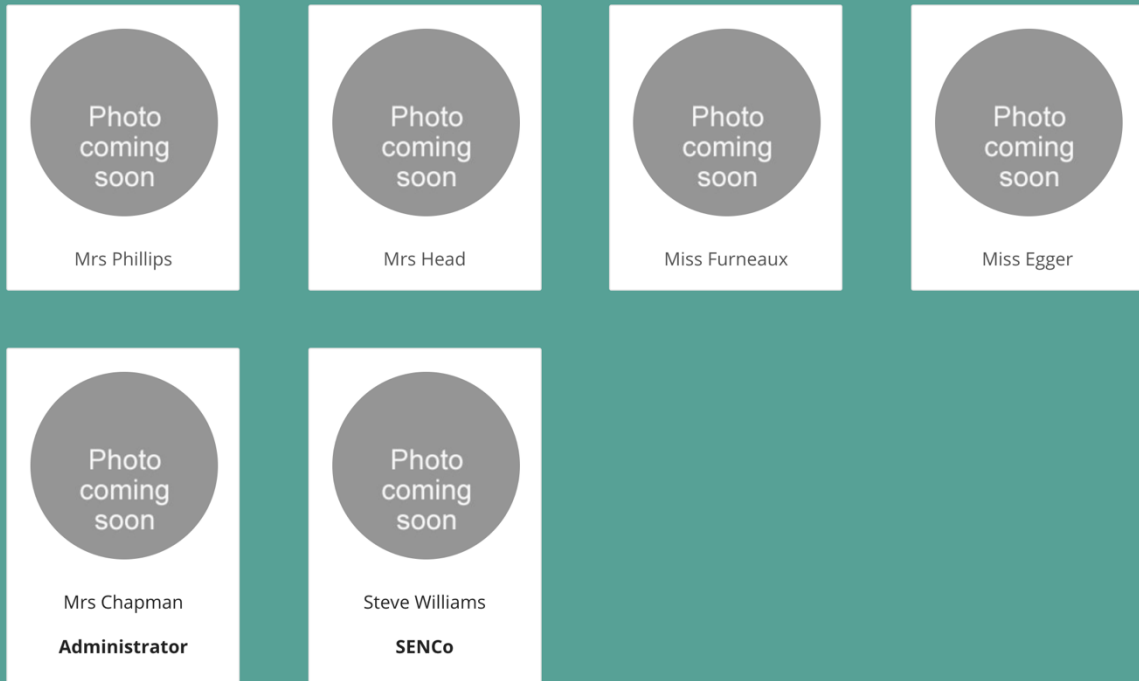 Photo
coming
soon
Mrs Phillips
Photo
coming
soon
Mrs Head
Photo
coming
soon
Miss Furneaux
Photo
coming
soon
Miss Egger
Photo
coming
soon
Mrs Chapman
Administrator
Photo
coming
soon
Steve Williams
SENCo